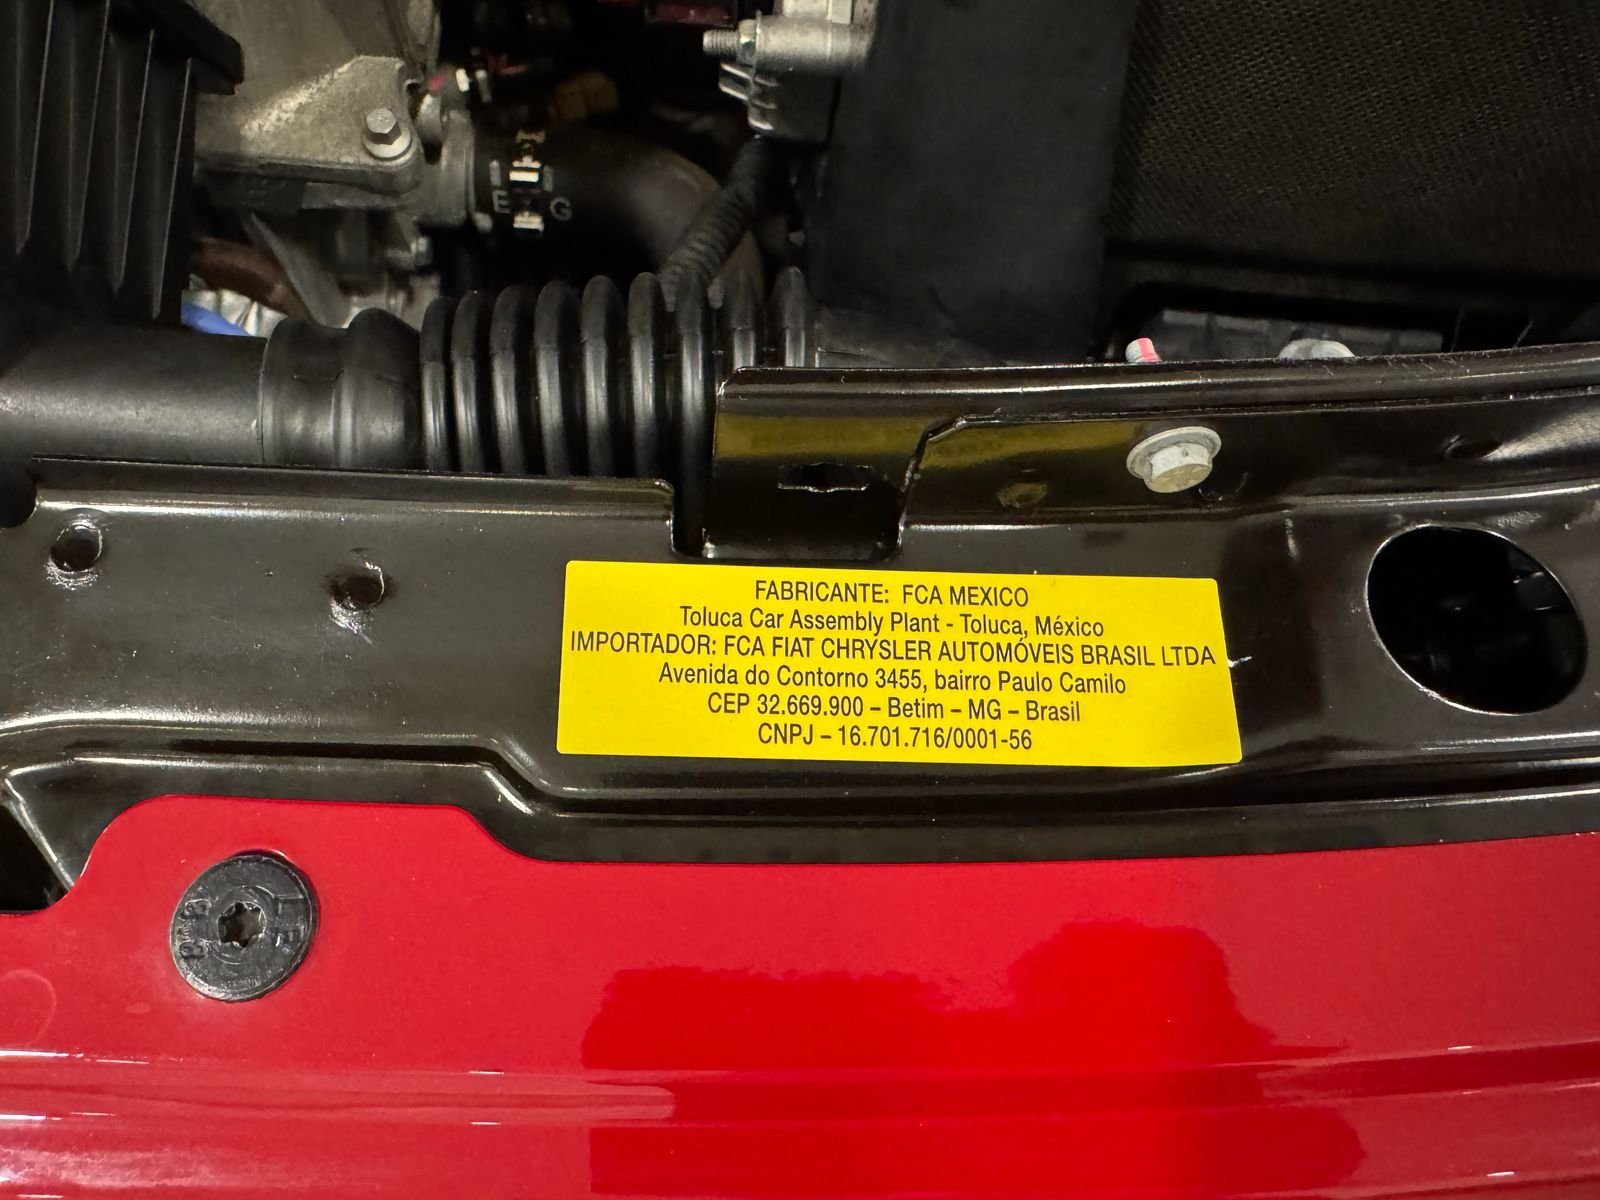 E
G
FABRICANTE: FCA MEXICO
Toluca Car Assembly Plant - Toluca, México
IMPORTADOR: FCA FIAT CHRYSLER AUTOMÓVEIS BRASIL LTDA
Avenida do Contorno 3455, bairro Paulo Camilo
CEP 32.669.900 – Betim – MG – Brasil
CNPJ – 16.701.716/0001-56